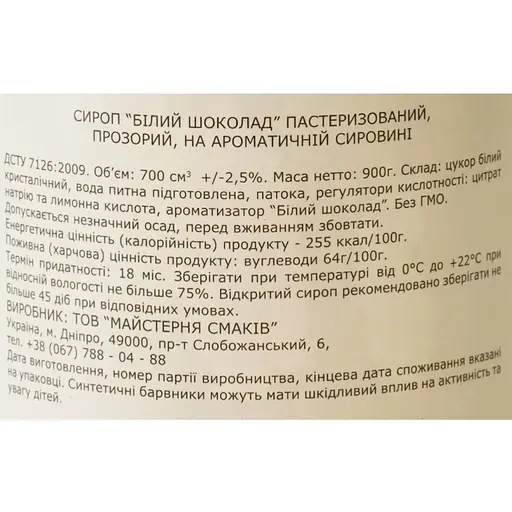 СИРОП "БІЛИЙ ШОКОЛАД" ПАСТЕРИЗОВАНИЙ,
ПРОЗОРИЙ, НА АРОМАТИЧНІЙ СИРОВИНІ
ДСТУ 7126:2009. Об'єм: 700 см³ +/-2,5%. Маса нетто: 900г. Склад: цукор білий
кристалічний, вода питна підготовлена, патока, регулятори кислотності: цитрат
натрію та лимонна кислота, ароматизатор "Білий шоколад". Без ГМО.
Допускається незначний осад, перед вживанням збовтати.
Енергетична цінність (калорійність) продукту - 255 ккал/100г.
Поживна (харчова) цінність продукту: вуглеводи 64г/100г.
Термін придатності: 18 міс. Зберігати при температурі від 0°С до +22°С при
відносній вологості не більше 75%. Відкритий сироп рекомендовано зберігати не
більше 45 діб при відповідних умовах.
ВИРОБНИК: ТОВ "МАЙСТЕРНЯ СМАКІВ"
Україна, м. Дніпро, 49000, пр-т Слобожанський, 6,
тел. +38 (067) 788 - 04 - 88
Дата виготовлення, номер партії виробництва, кінцева дата споживання вказані
на упаковці. Синтетичні барвники можуть мати шкідливий вплив на активність та
увагу дітей.